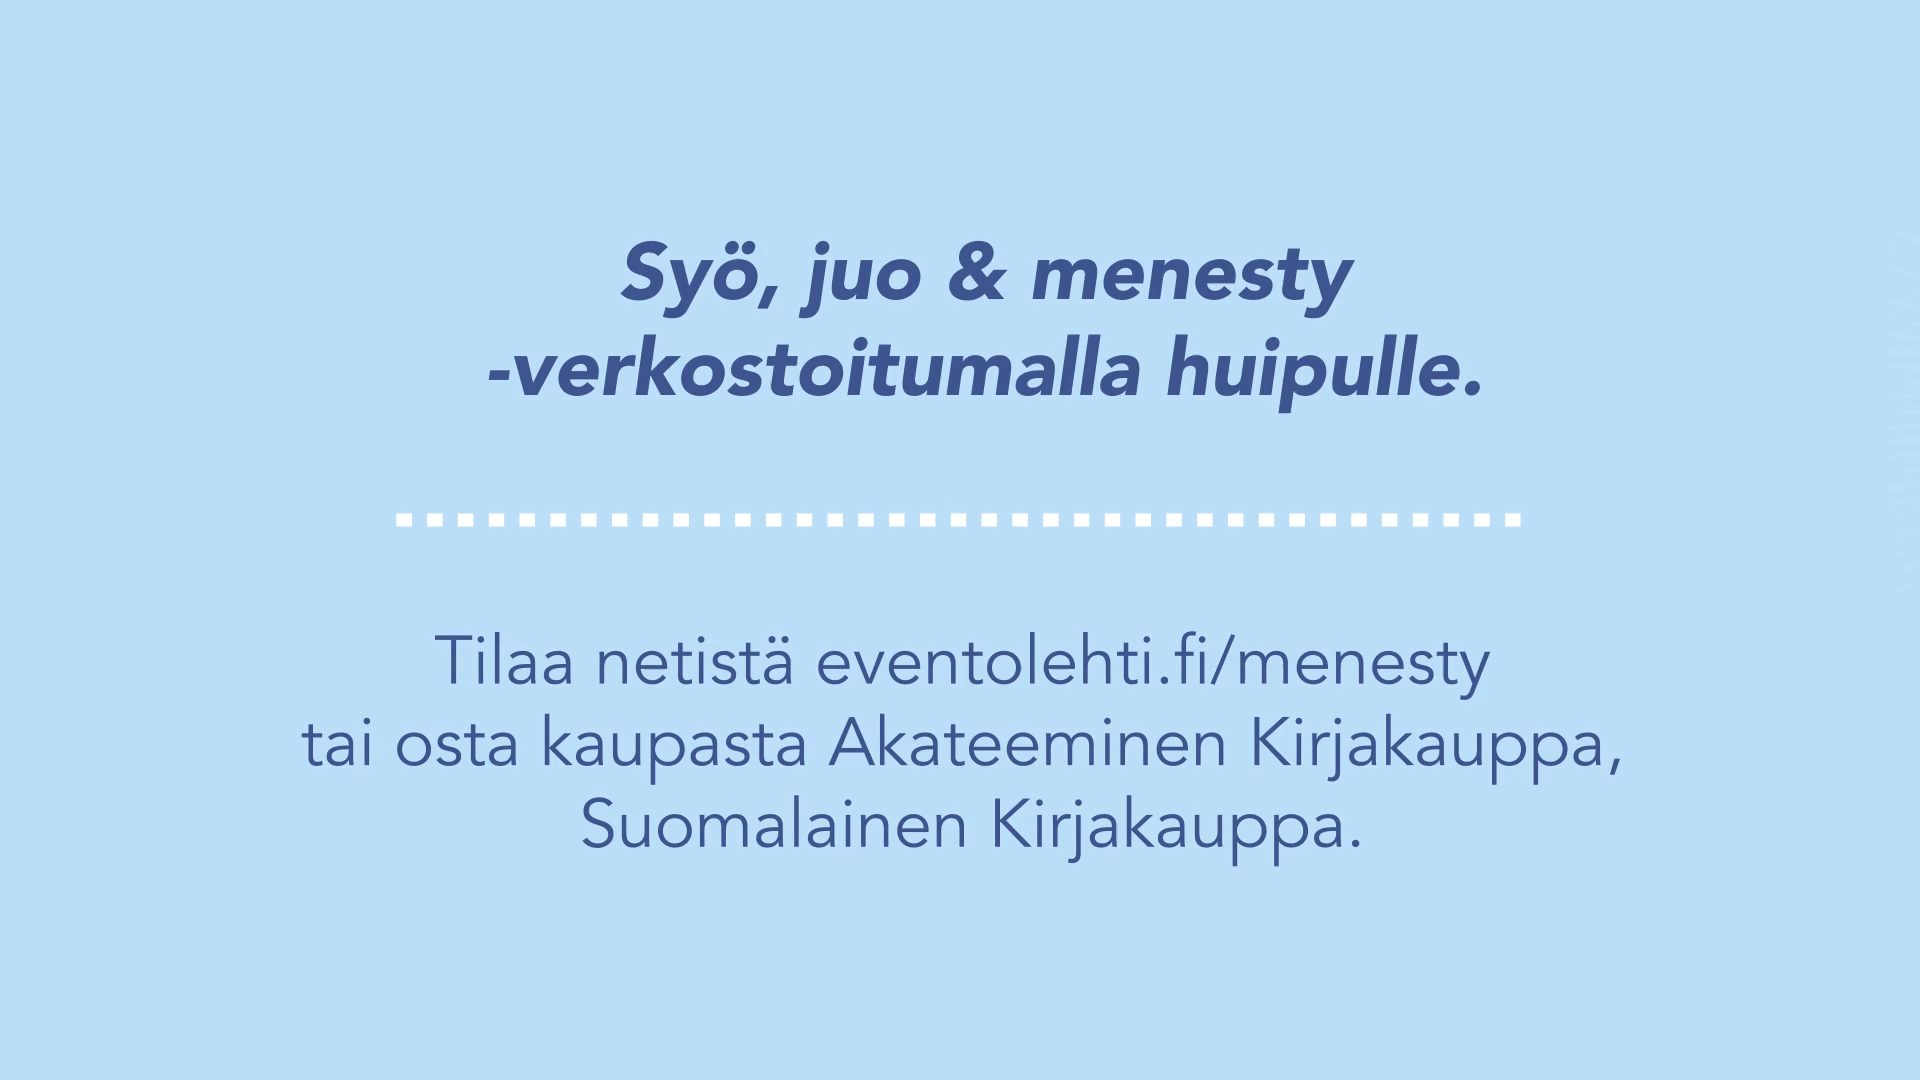 Syö, juo & menesty
-verkostoitumalla huipulle.
Tilaa netistä eventolehti.fi/menesty
tai osta kaupasta Akateeminen Kirjakauppa,
Suomalainen Kirjakauppa.